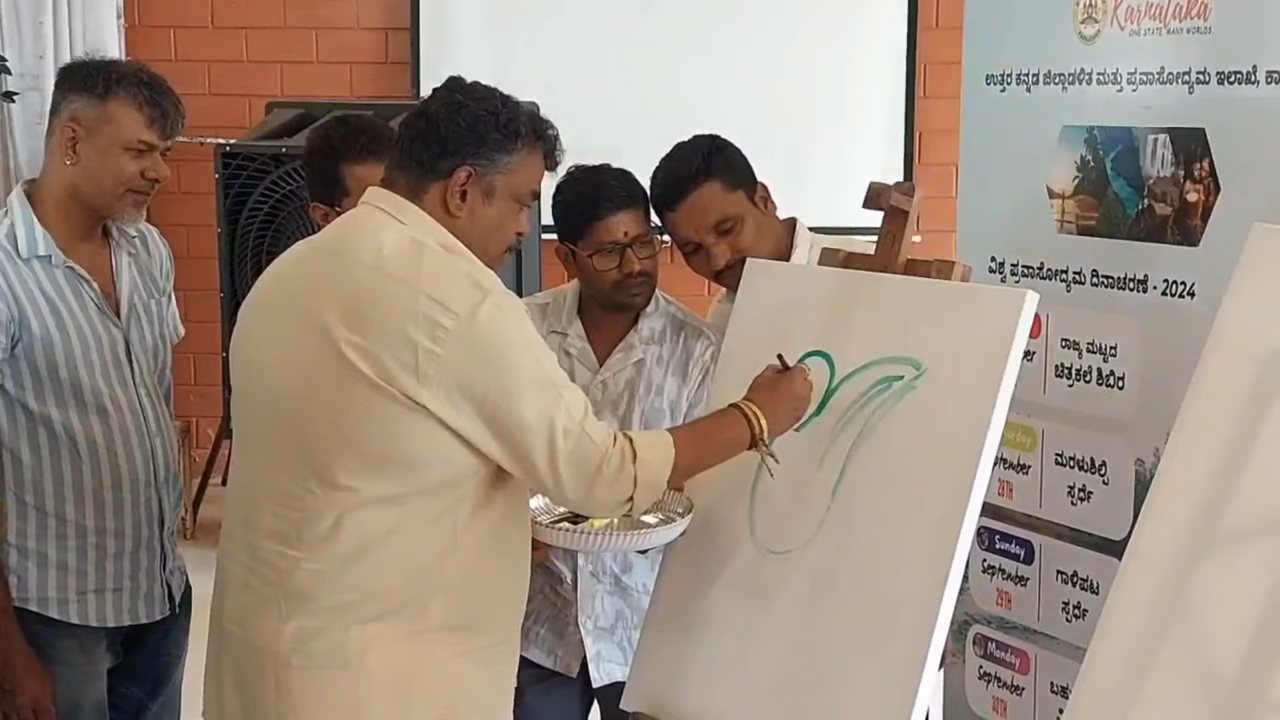 Karnataka
ONE STATE. MANY WORLDS
ಉತ್ತರ ಕನ್ನಡ ಜಿಲ್ಲಾಡಳಿತ ಮತ್ತು ಪ್ರವಾಸೋದ್ಯಮ ಇಲಾಖೆ,
ವಿಶ್ವ ಪ್ರವಾಸೋದ್ಯಮ ದಿನಾಚರಣೆ - 2024
ರಾಜ್ಯ ಮಟ್ಟದ
ಚಿತ್ರಕಲೆ ಶಿಬಿರ
September
28TH
ಮರಳುಶಿಲ್ಪ
ಸ್ಪರ್ಧೆ
Sunday
September
29TH
ಗಾಳಿಪಟ
ಸ್ಪರ್ಧೆ
Monday
September
30TH